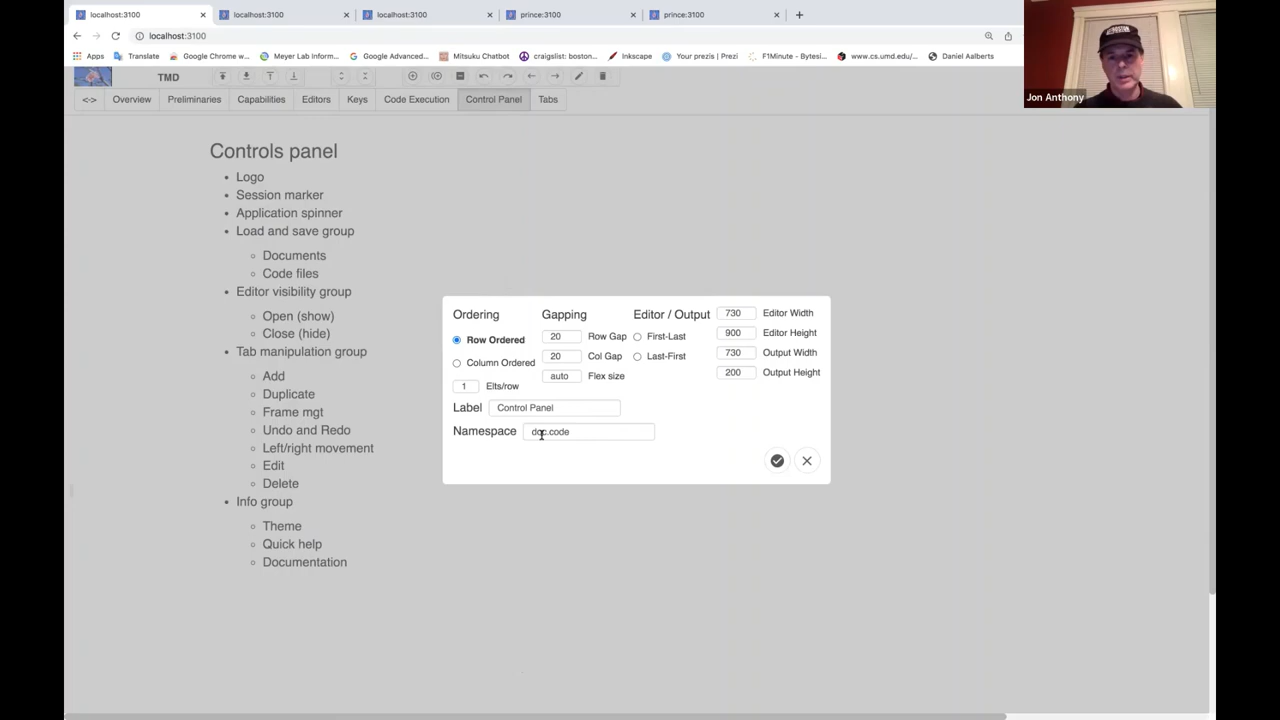 localhost:3100
localhost:3100
localhost:3100
prince:3100
prince:3100
localhost:3100
Apps
Translate
Google Chrome w...
Meyer Lab Inform...
Google Advanced...
Mitsuku Chatbot
craigslist: boston...
Inkscape
Your prezis | Prezi
F1Minute - Bytesi...
www.cs.umd.edu/...
Daniel Aalberts
TMD
<->
Overview
Preliminaries
Capabilities
Editors
Keys
Code Execution
Control Panel
Tabs
Jon Anthony
Controls panel
Logo
Session marker
Application spinner
Load and save group
Documents
Code files
Editor visibility group
Open (show)
Close (hide)
Tab manipulation group
Add
Duplicate
Frame mgt
Undo and Redo
Left/right movement
Edit
Delete
Info group
Theme
Quick help
Documentation
Ordering
Row Ordered
Column Ordered
1 Elts/row
Gapping
20 Row Gap
20 Col Gap
auto Flex size
Editor / Output
First-Last
Last-First
730 Editor Width
900 Editor Height
730 Output Width
200 Output Height
Label Control Panel
Namespace doc.code